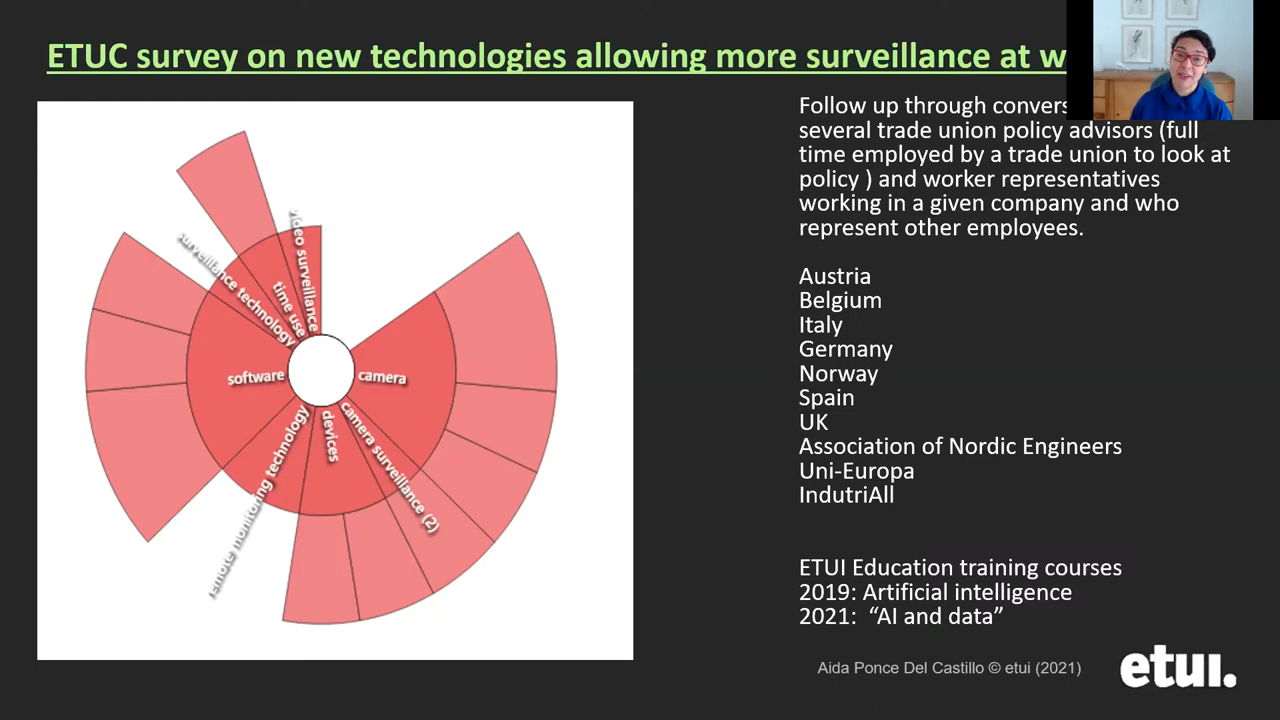 ETUC survey on new technologies allowing more surveillance at w
Follow up through convers
several trade union policy advisors (full
time employed by a trade union to look at
policy ) and worker representatives
working in a given company and who
represent other employees.
Austria
Belgium
Italy
Germany
Norway
Spain
UK
Association of Nordic Engineers
Uni-Europa
IndutriAll
ETUI Education training courses
2019: Artificial intelligence
2021:  “AI and data”
video surveillance
time use
surveillance technology
software
camera
camera surveillance (2)
devices
remote monitoring technology
Aida Ponce Del Castillo © etui (2021)
etui.